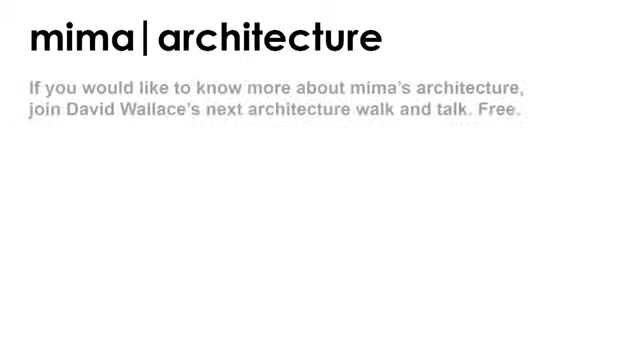 mima|architecture
If you would like to know more about mima's architecture,
join David Wallace's next architecture walk and talk. Free.